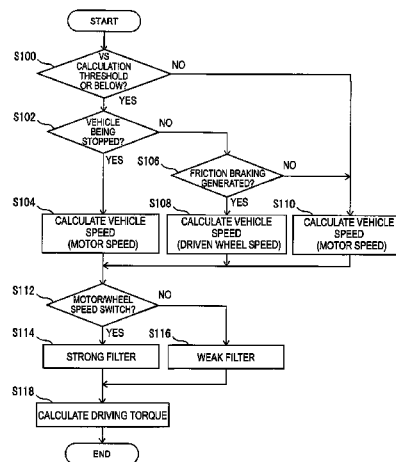 START
S100
VS
CALCULATION
THRESHOLD
OR BELOW?
NO
YES
S102
VEHICLE
BEING
STOPPED?
NO
YES
S106
FRICTION BRAKING
GENERATED?
NO
YES
S104
CALCULATE VEHICLE
SPEED
(MOTOR SPEED)
S108
CALCULATE VEHICLE
SPEED
(DRIVEN WHEEL SPEED)
S110
CALCULATE VEHICLE
SPEED
(MOTOR SPEED)
S112
MOTOR/WHEEL
SPEED SWITCH?
NO
YES
S114
STRONG FILTER
S116
WEAK FILTER
S118
CALCULATE DRIVING TORQUE
END